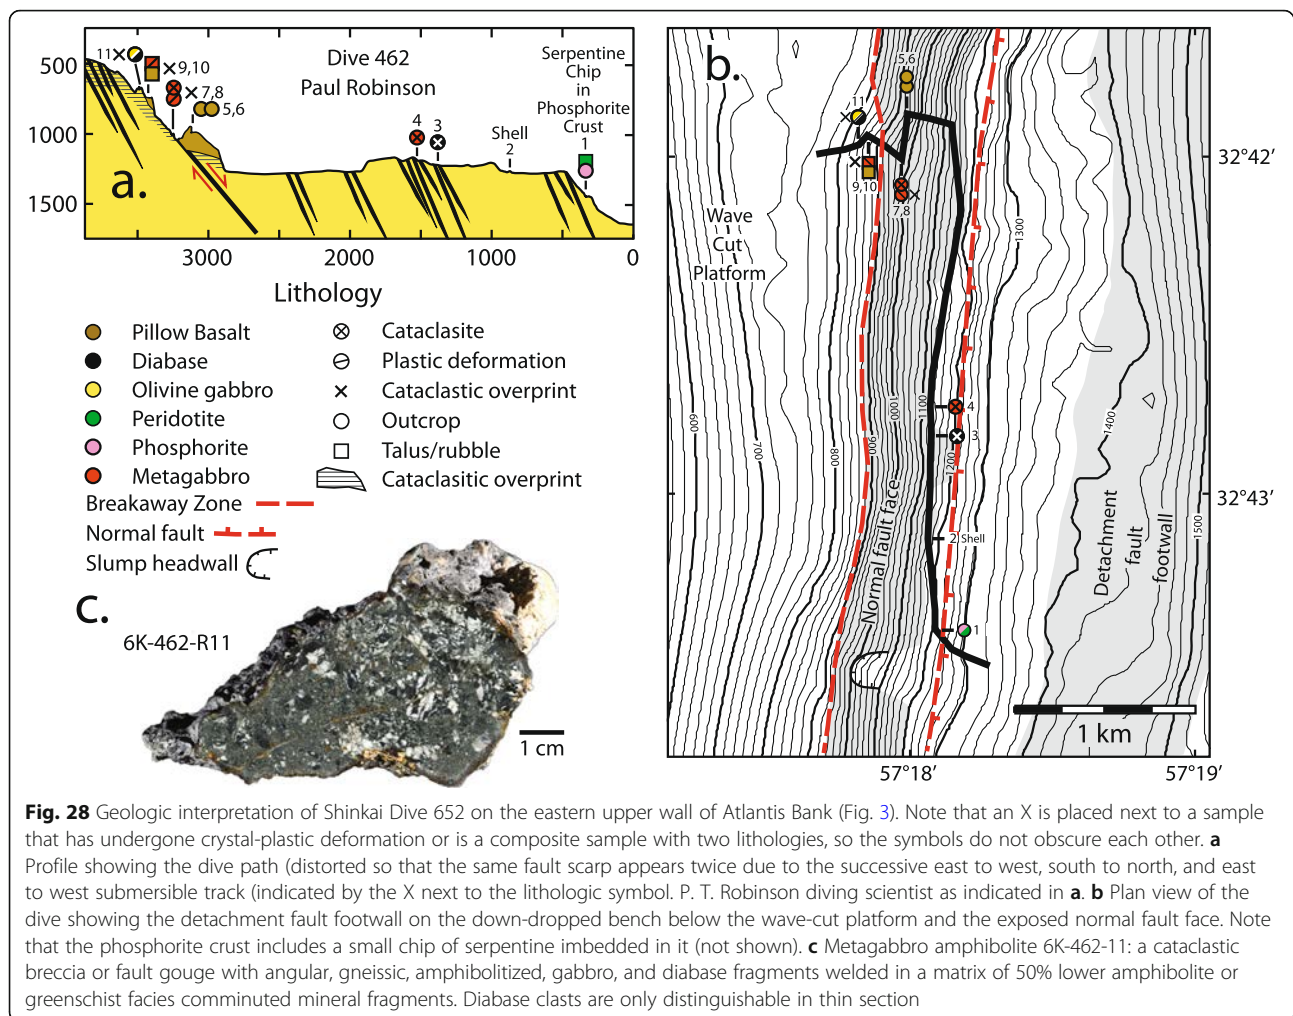 500
1000
1500
11
9,10
7,8
5,6
Dive 462
Paul Robinson
4
3
Shell
2
Serpentine
Chip
in
Phosphorite
Crust
1
a.
3000
2000
1000
0
Lithology
Pillow Basalt
Diabase
Olivine gabbro
Peridotite
Phosphorite
Metagabbro
Cataclasite
Plastic deformation
Cataclastic overprint
Outcrop
Talus/rubble
Cataclasitic overprint
Breakaway Zone
Normal fault
Slump headwall
c.
6K-462-R11
1 cm
b.
5,6
11
9,10
7,8
Wave
Cut
Platform
1300
32°42′
600
700
800
900
1000
1100
1200
4
3
2 Shell
1
Normal fault face
1400
Detachment
fault
footwall
1500
32°43′
1 km
57°18′
57°19′
Fig. 28 Geologic interpretation of Shinkai Dive 652 on the eastern upper wall of Atlantis Bank (Fig. 3). Note that an X is placed next to a sample
that has undergone crystal-plastic deformation or is a composite sample with two lithologies, so the symbols do not obscure each other. a
Profile showing the dive path (distorted so that the same fault scarp appears twice due to the successive east to west, south to north, and east
to west submersible track (indicated by the X next to the lithologic symbol. P. T. Robinson diving scientist as indicated in a. b Plan view of the
dive showing the detachment fault footwall on the down-dropped bench below the wave-cut platform and the exposed normal fault face. Note
that the phosphorite crust includes a small chip of serpentine imbedded in it (not shown). c Metagabbro amphibolite 6K-462-11: a cataclastic
breccia or fault gouge with angular, gneissic, amphibolitized, gabbro, and diabase fragments welded in a matrix of 50% lower amphibolite or
greenschist facies comminuted mineral fragments. Diabase clasts are only distinguishable in thin section